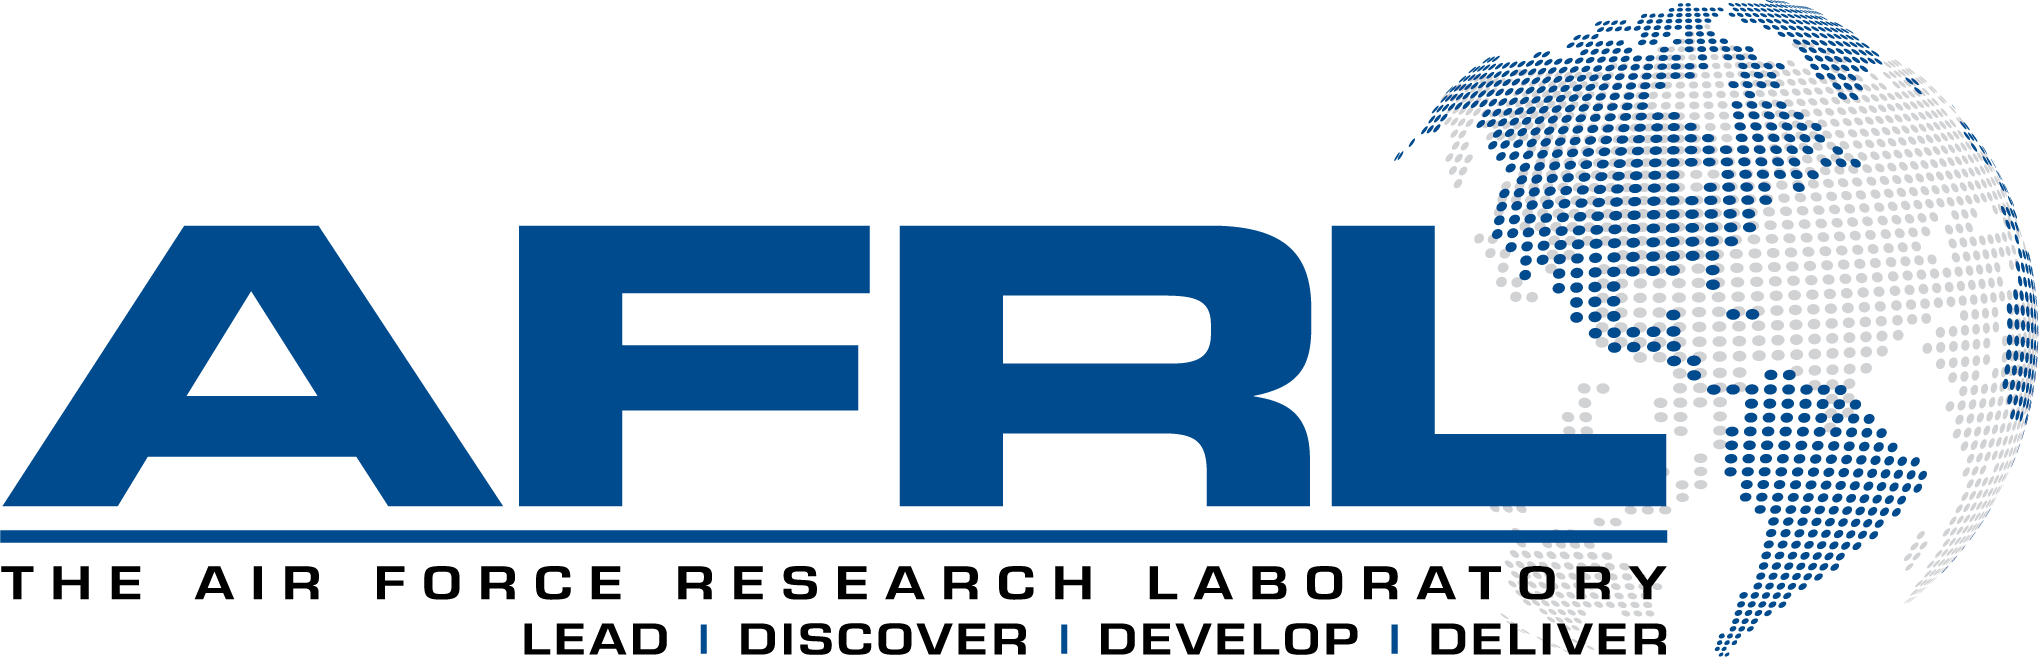 AFRL
THE AIR FORCE RESEARCH LABORATORY
LEAD | DISCOVER | DEVELOP | DELIVER